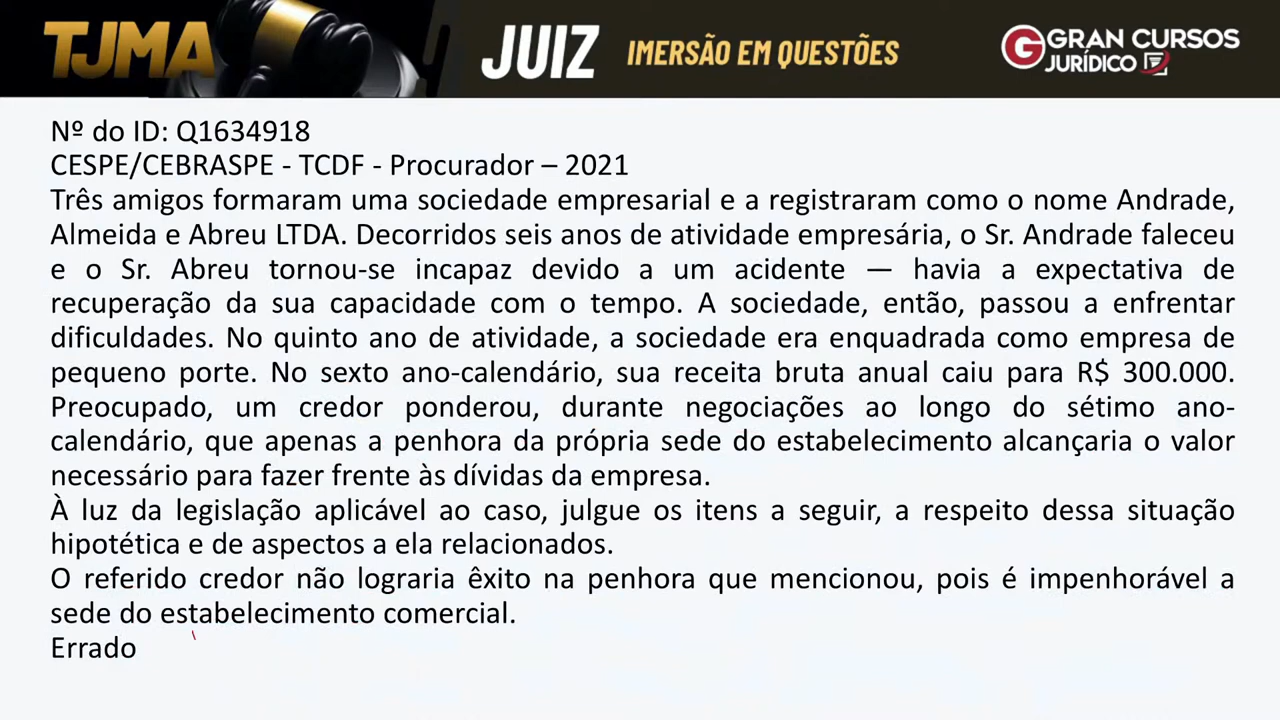 TJMA
JUIZ
IMERSÃO EM QUESTÕES
GRAN CURSOS
JURÍDICO
Nº do ID: Q1634918
CESPE/CEBRASPE - TCDF - Procurador – 2021
Três amigos formaram uma sociedade empresarial e a registraram como o nome Andrade,
Almeida e Abreu LTDA. Decorridos seis anos de atividade empresária, o Sr. Andrade faleceu
e o Sr. Abreu tornou-se incapaz devido a um acidente — havia a expectativa de
recuperação da sua capacidade com o tempo. A sociedade, então, passou a enfrentar
dificuldades. No quinto ano de atividade, a sociedade era enquadrada como empresa de
pequeno porte. No sexto ano-calendário, sua receita bruta anual caiu para R$ 300.000.
Preocupado, um credor ponderou, durante negociações ao longo do sétimo ano-
calendário, que apenas a penhora da própria sede do estabelecimento alcançaria o valor
necessário para fazer frente às dívidas da empresa.
À luz da legislação aplicável ao caso, julgue os itens a seguir, a respeito dessa situação
hipotética e de aspectos a ela relacionados.
O referido credor não lograria êxito na penhora que mencionou, pois é impenhorável a
sede do estabelecimento comercial.
Errado